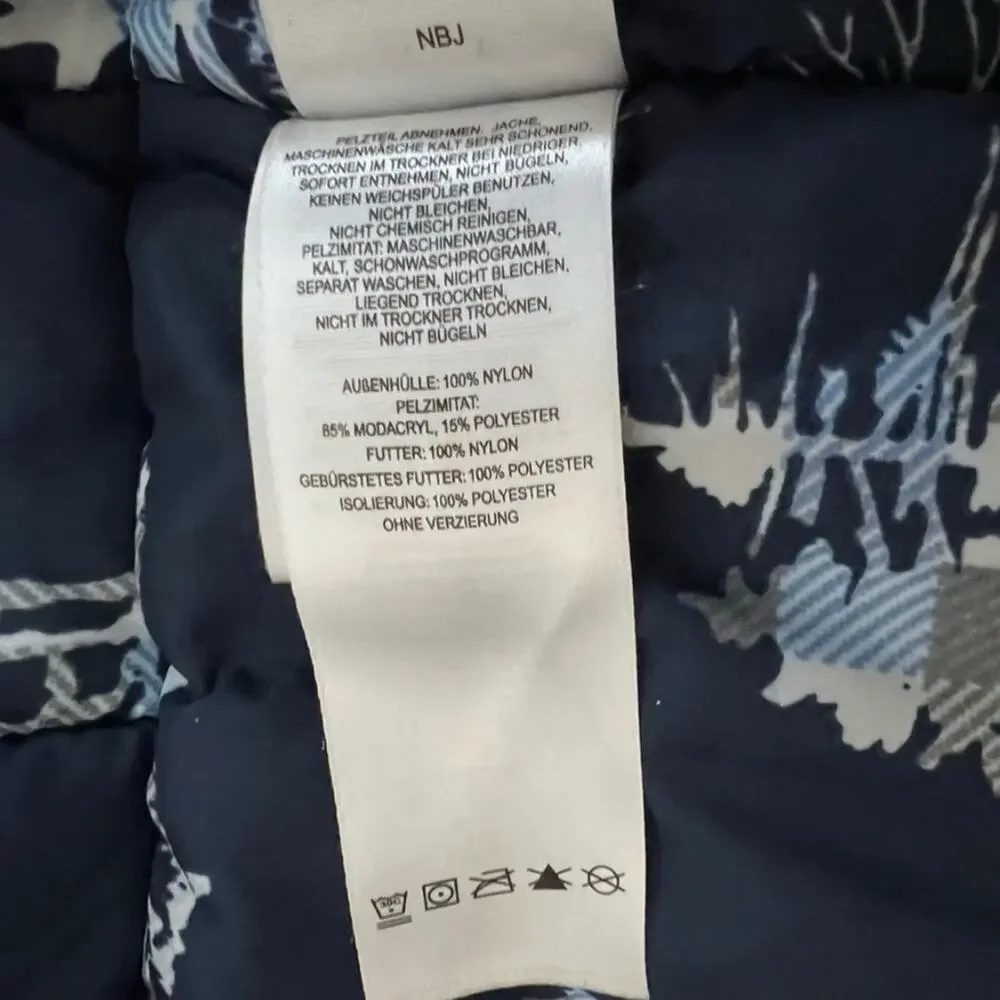 NBJ
PELZTEIL ABNEHMEN, JACHE,
MASCHINENWÄSCHE KALT SEHR SCHONEND,
TROCKNEN IM TROCKNER BEI NIEDRIGER,
SOFORT ENTNEHMEN, NICHT BÜGELN,
KEINEN WEICHSPÜLER BENUTZEN,
NICHT BLEICHEN,
NICHT CHEMISCH REINIGEN,
PELZIMITAT: MASCHINENWASCHBAR,
KALT, SCHONWASCHPROGRAMM,
SEPARAT WASCHEN, NICHT BLEICHEN,
LIEGEND TROCKNEN,
NICHT IM TROCKNER TROCKNEN,
NICHT BÜGELN
AUßENHÜLLE: 100% NYLON
PELZIMITAT:
85% MODACRYL, 15% POLYESTER
FUTTER: 100% NYLON
GEBÜRSTETES FUTTER: 100% POLYESTER
ISOLIERUNG: 100% POLYESTER
OHNE VERZIERUNG
30C